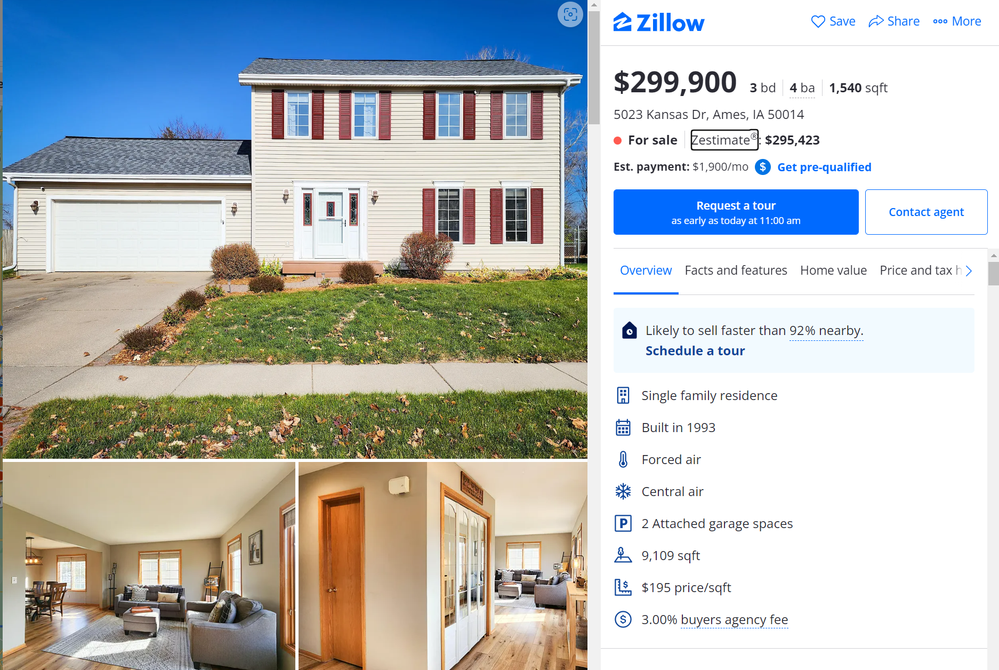 Zillow
Save
Share
More
$299,900 3 bd 4 ba 1,540 sqft
5023 Kansas Dr, Ames, IA 50014
For sale Zestimate®: $295,423
Est. payment: $1,900/mo $ Get pre-qualified
Request a tour
as early as today at 11:00 am
Contact agent
Overview Facts and features Home value Price and tax h
Likely to sell faster than 92% nearby.
Schedule a tour
Single family residence
Built in 1993
Forced air
Central air
P 2 Attached garage spaces
9,109 sqft
$ $195 price/sqft
$ 3.00% buyers agency fee